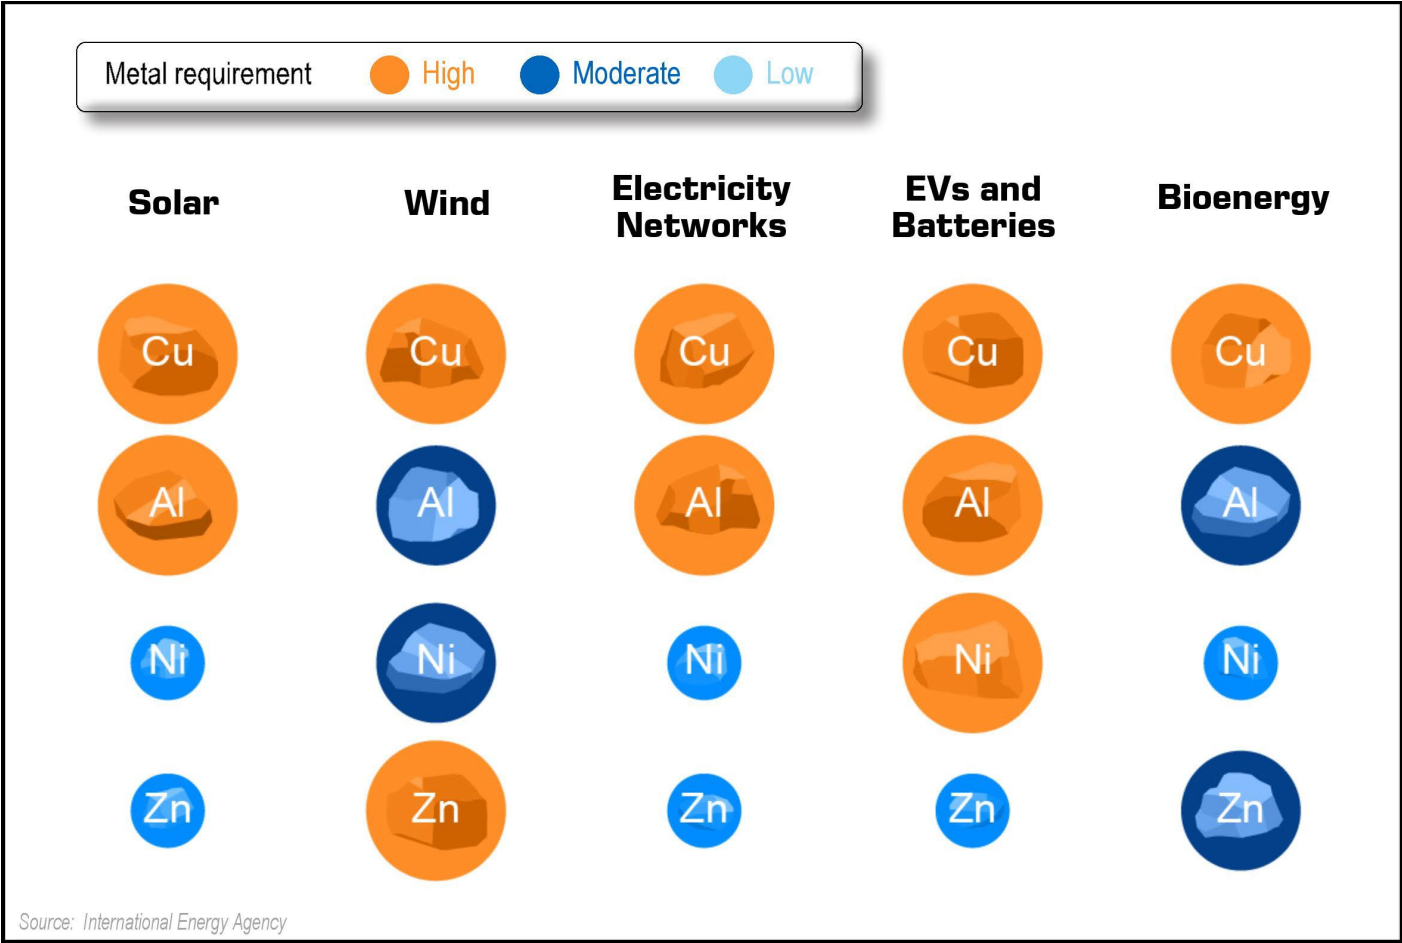 Metal requirement High Moderate Low
Solar Wind Electricity Networks EVs and Batteries Bioenergy
Cu Cu Cu Cu Cu
Al Al Al Al Al
Ni Ni Ni Ni Ni
Zn Zn Zn Zn Zn
Source: International Energy Agency